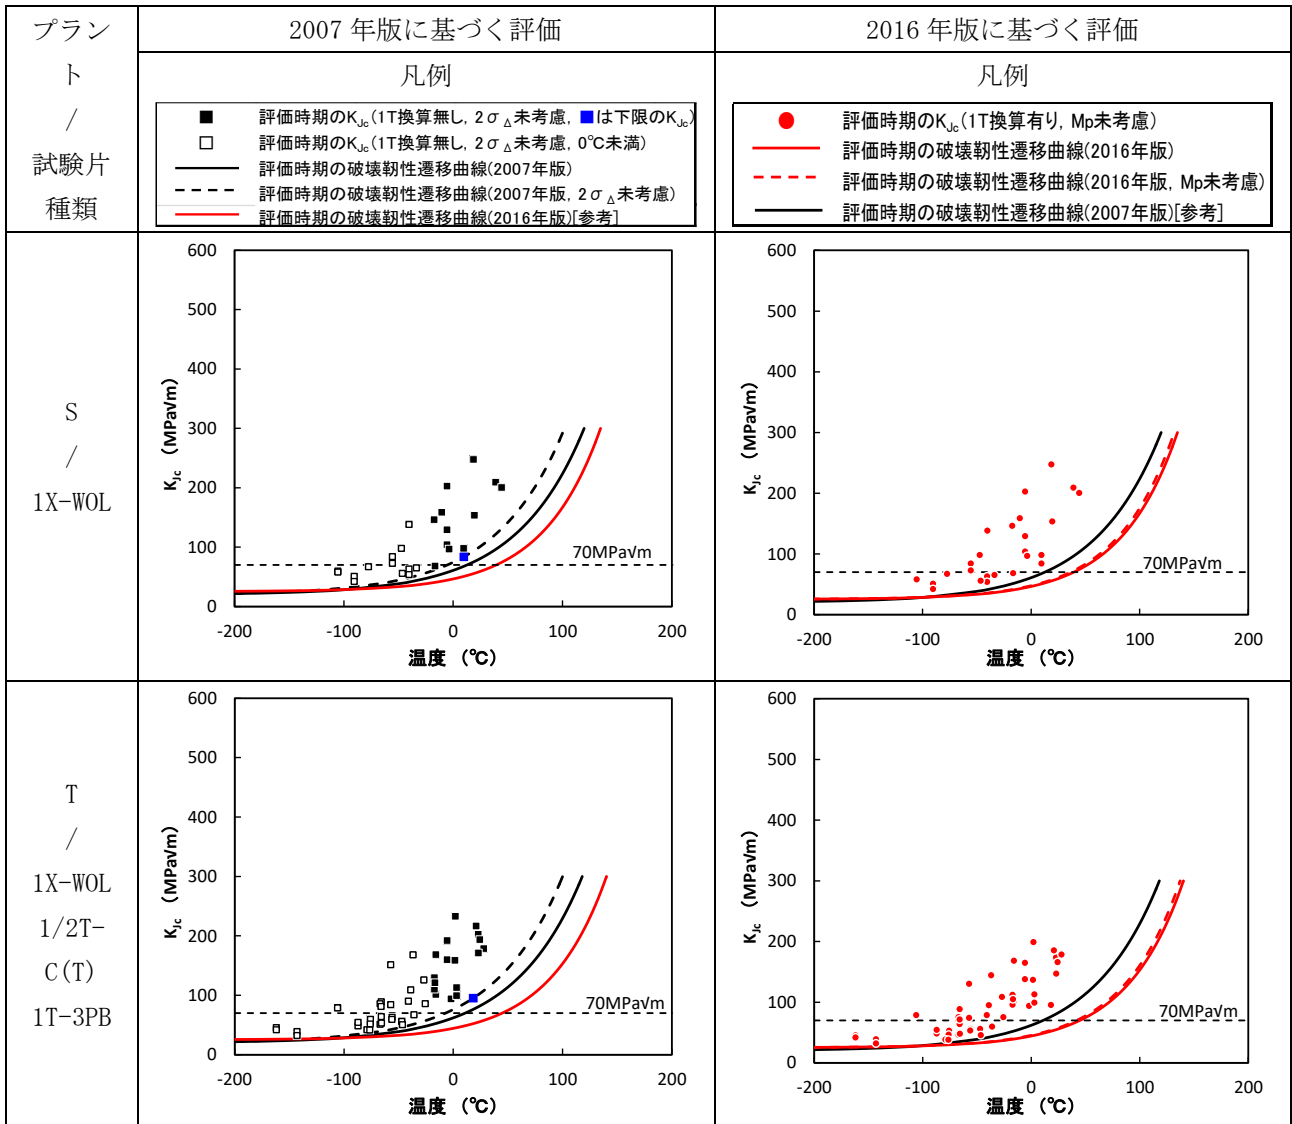 プラン
ト
/
試験片
種類
2007 年版に基づく評価
2016 年版に基づく評価
凡例
評価時期のKJc(1T換算無し, 2σΔ未考慮, ■は下限のKJc)
評価時期のKJc(1T換算無し, 2σΔ未考慮, 0℃未満)
評価時期の破壊靭性遷移曲線(2007年版)
評価時期の破壊靭性遷移曲線(2007年版, 2σΔ未考慮)
評価時期の破壊靭性遷移曲線(2016年版)[参考]
凡例
評価時期のKJc(1T換算有り, Mp未考慮)
評価時期の破壊靭性遷移曲線(2016年版)
評価時期の破壊靭性遷移曲線(2016年版, Mp未考慮)
評価時期の破壊靭性遷移曲線(2007年版)[参考]
S
/
1X-WOL
600
500
400
300
200
100
0
KJc (MPa√m)
70MPa√m
-200 -100 0 100 200
温度 (℃)
600
500
400
300
200
100
0
KJc (MPa√m)
70MPa√m
-200 -100 0 100 200
温度 (℃)
T
/
1X-WOL
1/2T-
C(T)
1T-3PB
600
500
400
300
200
100
0
KJc (MPa√m)
70MPa√m
-200 -100 0 100 200
温度 (℃)
600
500
400
300
200
100
0
KJc (MPa√m)
70MPa√m
-200 -100 0 100 200
温度 (℃)